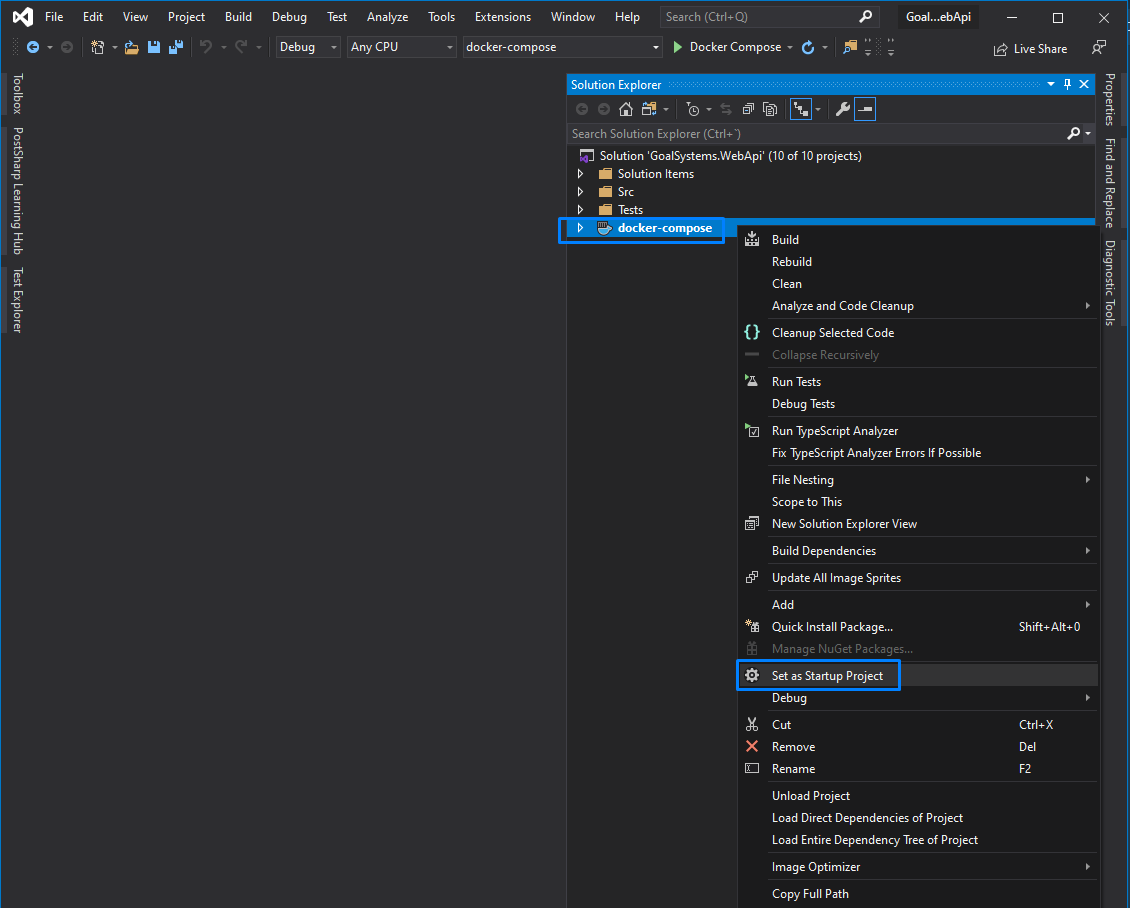 File Edit View Project Build Debug Test Analyze Tools Extensions Window Help Search (Ctrl+Q) Goal...ebApi
Debug Any CPU docker-compose Docker Compose Live Share
Toolbox
PostSharp Learning Hub
Test Explorer
Solution Explorer
Search Solution Explorer (Ctrl+`)
Solution 'GoalSystems.WebApi' (10 of 10 projects)
Solution Items
Src
Tests
docker-compose
Build
Rebuild
Clean
Analyze and Code Cleanup
Cleanup Selected Code
Collapse Recursively
Run Tests
Debug Tests
Run TypeScript Analyzer
Fix TypeScript Analyzer Errors If Possible
File Nesting
Scope to This
New Solution Explorer View
Build Dependencies
Update All Image Sprites
Add
Quick Install Package... Shift+Alt+0
Manage NuGet Packages...
Set as Startup Project
Debug
Cut Ctrl+X
Remove Del
Rename F2
Unload Project
Load Direct Dependencies of Project
Load Entire Dependency Tree of Project
Image Optimizer
Copy Full Path
Properties
Find and Replace
Diagnostic Tools